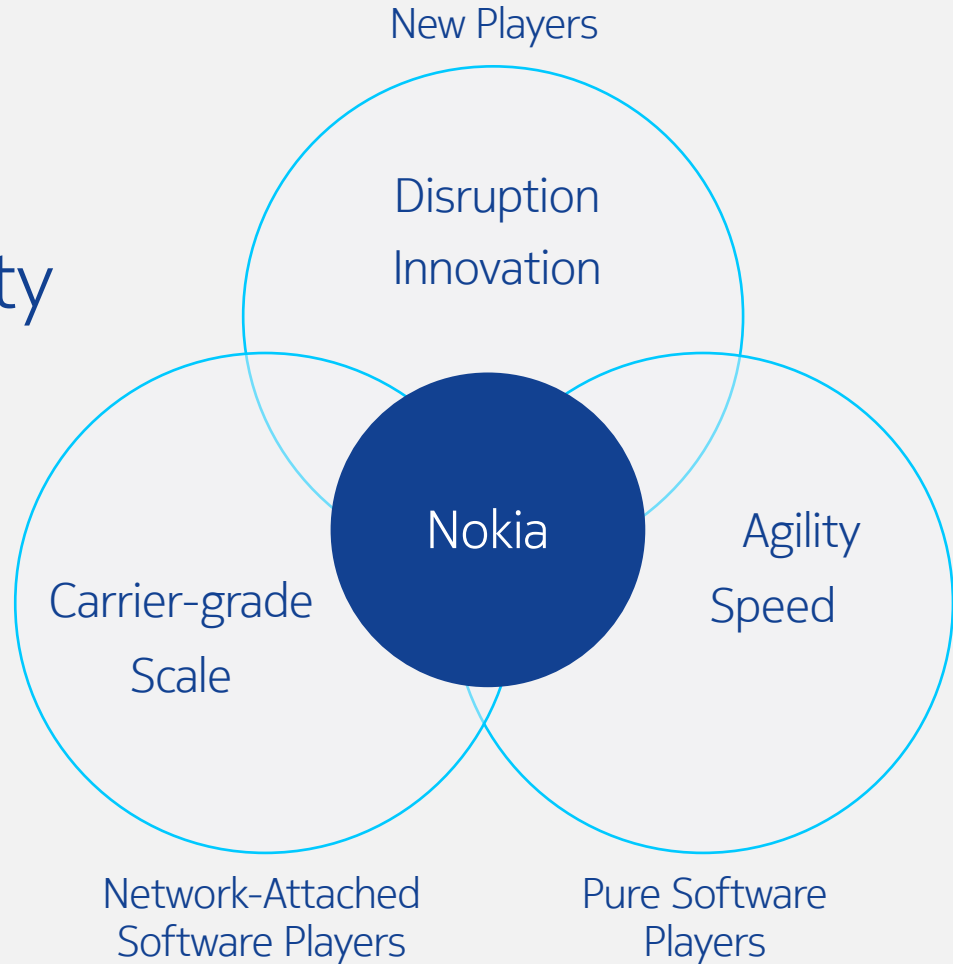 New Players
Disruption
Innovation
ty
Nokia
Agility
Speed
Carrier-grade
Scale
Network-Attached
Software Players
Pure Software
Players